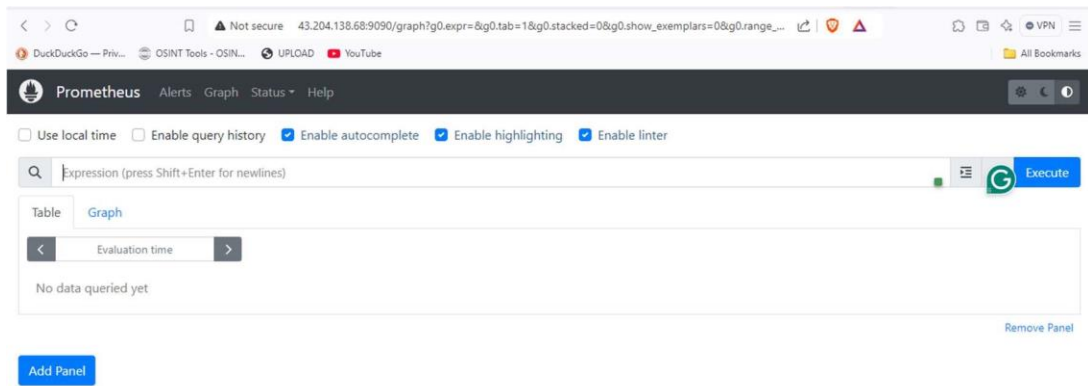 Not secure 43.204.138.68:9090/graph?g0.expr=&g0.tab=1&g0.stacked=0&g0.show_exemplars=0&g0.range_... VPN
DuckDuckGo — Priv... OSINT Tools - OSIN... UPLOAD YouTube All Bookmarks
Prometheus Alerts Graph Status Help
Use local time Enable query history Enable autocomplete Enable highlighting Enable linter
Expression (press Shift+Enter for newlines) Execute
Table Graph
Evaluation time
No data queried yet
Remove Panel
Add Panel